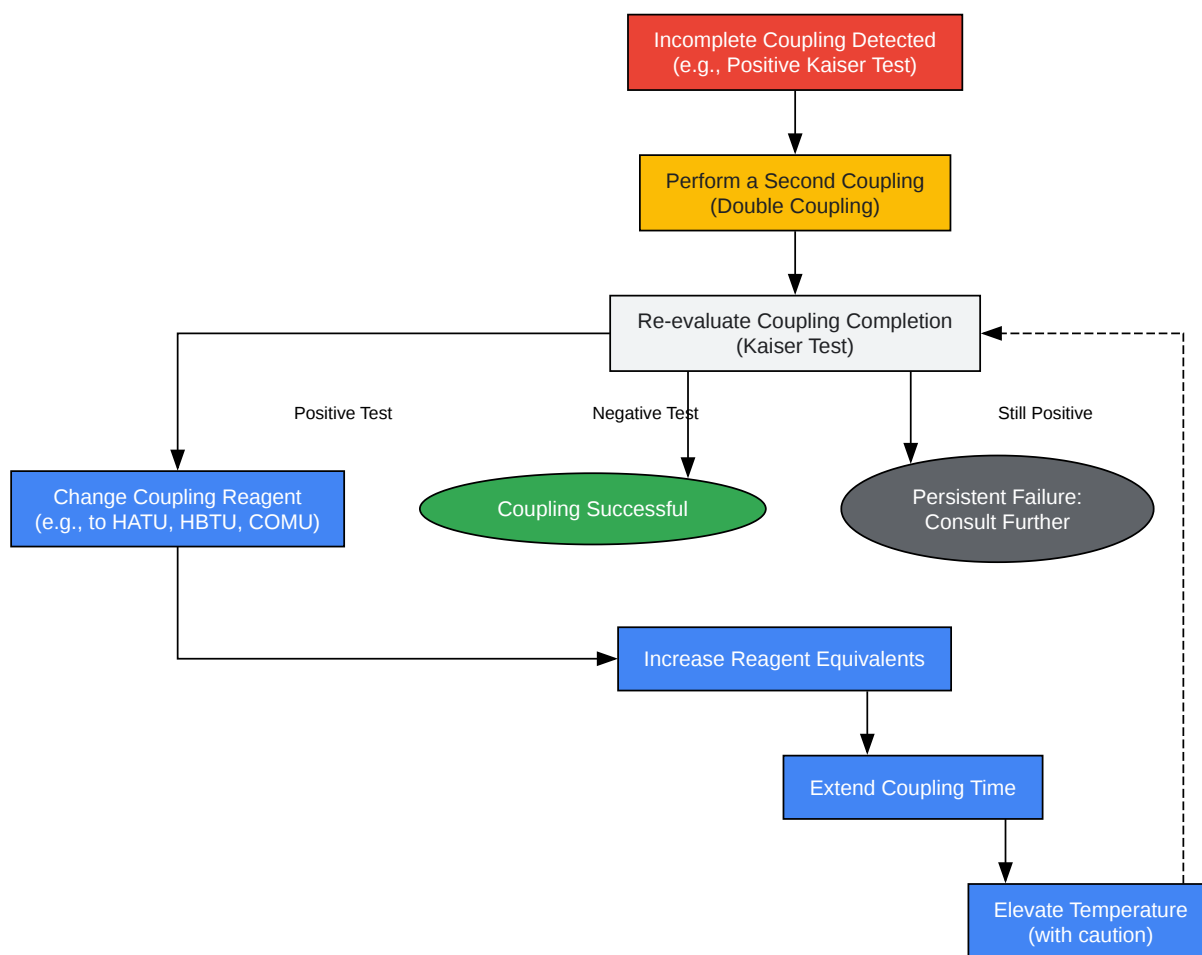 Incomplete Coupling Detected
(e.g., Positive Kaiser Test)
Perform a Second Coupling
(Double Coupling)
Re-evaluate Coupling Completion
(Kaiser Test)
Positive Test
Negative Test
Still Positive
Change Coupling Reagent
(e.g., to HATU, HBTU, COMU)
Coupling Successful
Persistent Failure:
Consult Further
Increase Reagent Equivalents
Extend Coupling Time
Elevate Temperature
(with caution)